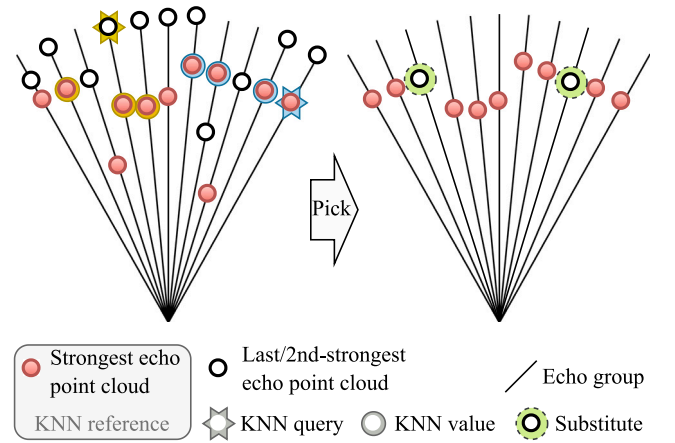 Pick
Strongest echo
point cloud
KNN reference
Last/2nd-strongest
echo point cloud
Echo group
KNN query
KNN value
Substitute